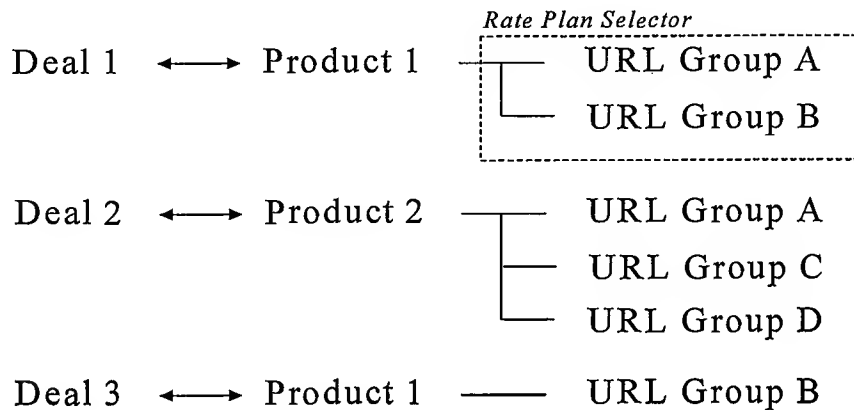 Rate Plan Selector
Deal 1 Product 1 URL Group A
URL Group B
Deal 2 Product 2 URL Group A
URL Group C
URL Group D
Deal 3 Product 1 URL Group B